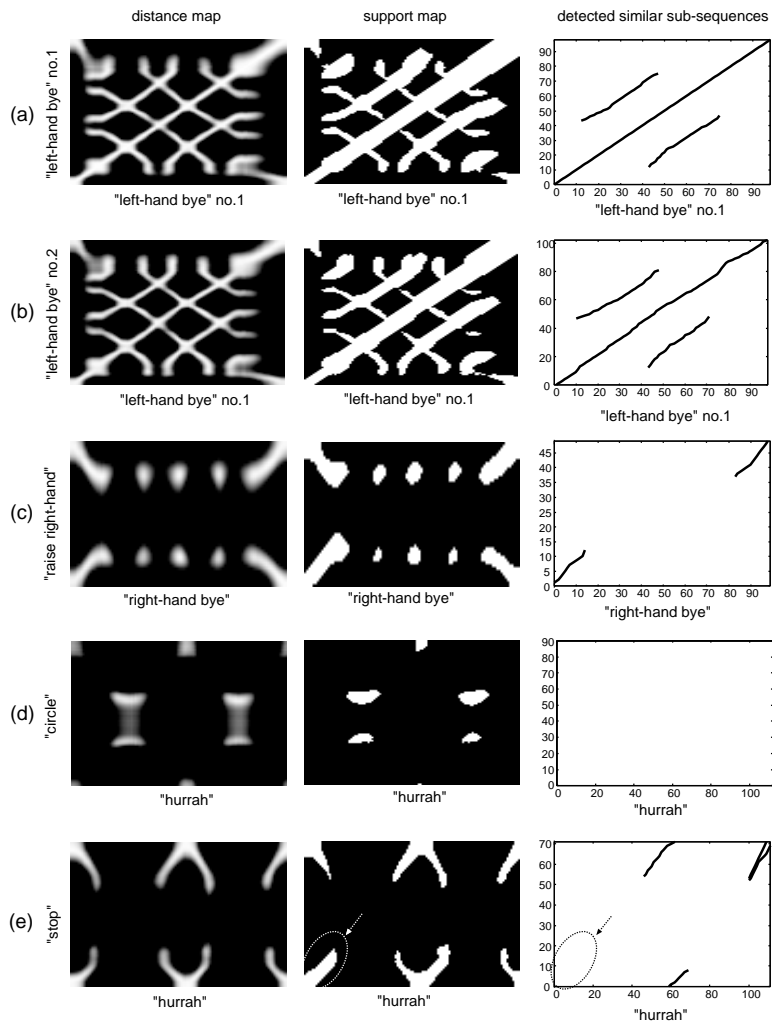 distance map support map detected similar sub-sequences
(a)
"left-hand bye" no.1
90
80
70
60
50
40
30
20
10
0
0 10 20 30 40 50 60 70 80 90
"left-hand bye" no.1 "left-hand bye" no.1 "left-hand bye" no.1
(b)
"left-hand bye" no.2
100
80
60
40
20
0
0 10 20 30 40 50 60 70 80 90
"left-hand bye" no.1 "left-hand bye" no.1 "left-hand bye" no.1
(c)
"raise right-hand"
45
40
35
30
25
20
15
10
5
0
0 10 20 30 40 50 60 70 80 90
"right-hand bye" "right-hand bye" "right-hand bye"
(d)
"circle"
90
80
70
60
50
40
30
20
10
0
0 20 40 60 80 100
"hurrah" "hurrah" "hurrah"
(e)
"stop"
70
60
50
40
30
20
10
0
0 20 40 60 80 100
"hurrah" "hurrah" "hurrah"